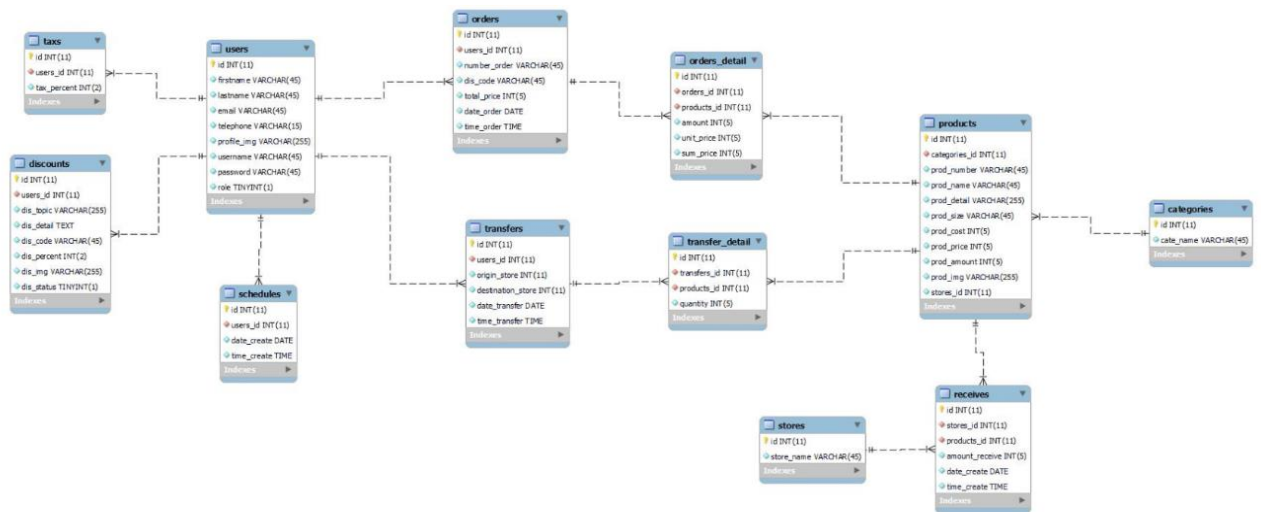 taxs
id INT(11)
users_id INT(11)
tax_percent INT(2)
Indexes
discounts
id INT(11)
users_id INT(11)
dis_topic VARCHAR(255)
dis_detail TEXT
dis_code VARCHAR(45)
dis_percent INT(2)
dis_img VARCHAR(255)
dis_status TINYINT(1)
Indexes
users
id INT(11)
firstname VARCHAR(45)
lastname VARCHAR(45)
email VARCHAR(45)
telephone VARCHAR(15)
profile_img VARCHAR(255)
username VARCHAR(45)
password VARCHAR(45)
role TINYINT(1)
Indexes
schedules
id INT(11)
users_id INT(11)
date_create DATE
time_create TIME
Indexes
orders
id INT(11)
users_id INT(11)
number_order VARCHAR(45)
dis_code VARCHAR(45)
total_price INT(5)
date_order DATE
time_order TIME
Indexes
transfers
id INT(11)
users_id INT(11)
origin_store INT(11)
destination_store INT(11)
date_transfer DATE
time_transfer TIME
Indexes
orders_detail
id INT(11)
orders_id INT(11)
products_id INT(11)
amount INT(5)
unit_price INT(5)
sum_price INT(5)
Indexes
transfer_detail
id INT(11)
transfers_id INT(11)
products_id INT(11)
quantity INT(5)
Indexes
products
id INT(11)
categories_id INT(11)
prod_number VARCHAR(45)
prod_name VARCHAR(45)
prod_detail VARCHAR(255)
prod_size VARCHAR(45)
prod_cost INT(5)
prod_price INT(5)
prod_amount INT(5)
prod_img VARCHAR(255)
stores_id INT(11)
Indexes
categories
id INT(11)
cate_name VARCHAR(45)
Indexes
stores
id INT(11)
store_name VARCHAR(45)
Indexes
receives
id INT(11)
stores_id INT(11)
products_id INT(11)
amount_receive INT(5)
date_create DATE
time_create TIME
Indexes